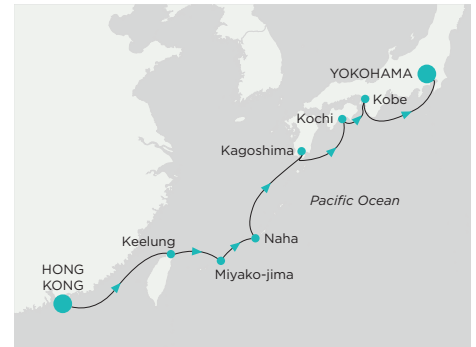 YOKOHAMA
Kobe
Kochi
Kagoshima
Pacific Ocean
Naha
Keelung
Miyako-jima
HONG
KONG